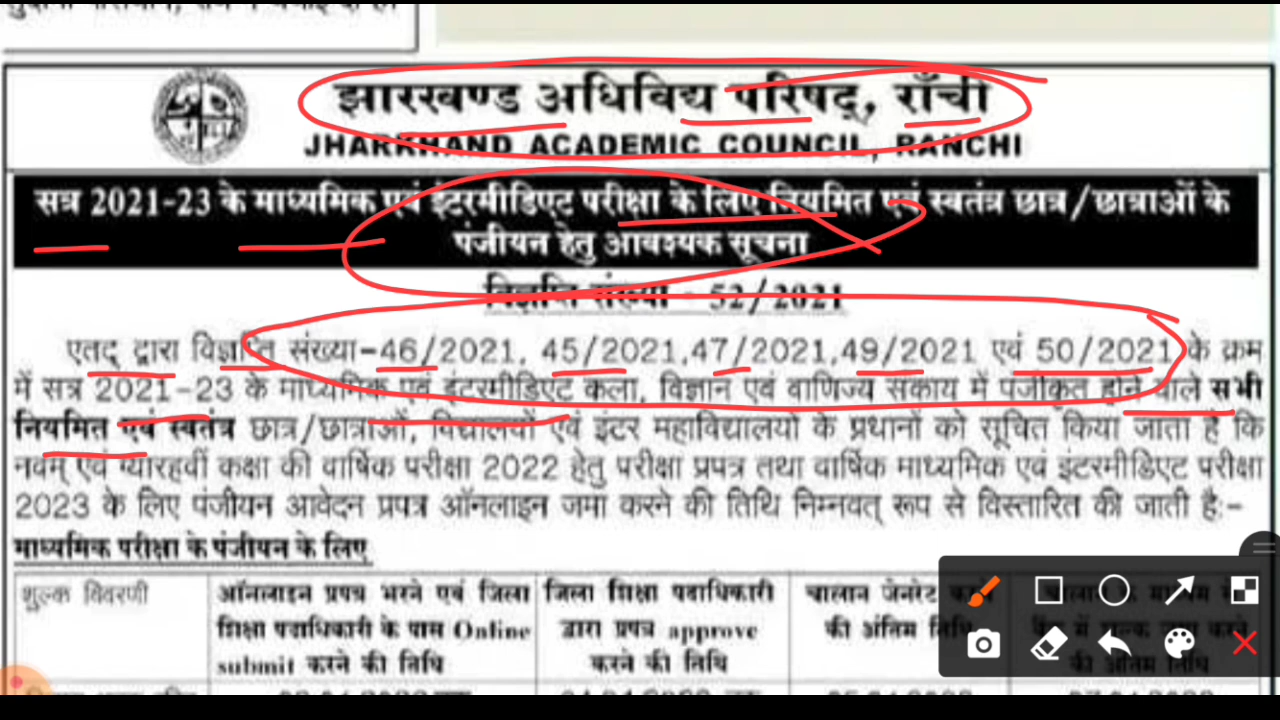 झारखण्ड अधिविद्य परिषद्, राँची
JHARKHAND ACADEMIC COUNCIL, RANCHI
सत्र 2021-23 के माध्यमिक एवं इंटरमीडिएट परीक्षा के लिए नियमित एवं स्वतंत्र छात्र/छात्राओं के
पंजीयन हेतु आवश्यक सूचना
विज्ञप्ति संख्या - 52/2021
एतद् द्वारा विज्ञप्ति संख्या-46/2021, 45/2021,47/2021,49/2021 एवं 50/2021 के क्रम
में सत्र 2021-23 के माध्यमिक एवं इंटरमीडिएट कला, विज्ञान एवं वाणिज्य संकाय में पंजीकृत होने वाले सभी
नियमित एवं स्वतंत्र छात्र/छात्राओं, विद्यालयों एवं इंटर महाविद्यालयों के प्रधानों को सूचित किया जाता है कि
नवम् एवं ग्यारहवीं कक्षा की वार्षिक परीक्षा 2022 हेतु परीक्षा प्रपत्र तथा वार्षिक माध्यमिक एवं इंटरमीडिएट परीक्षा
2023 के लिए पंजीयन आवेदन प्रपत्र ऑनलाइन जमा करने की तिथि निम्नवत् रूप से विस्तारित की जाती है:-
माध्यमिक परीक्षा के पंजीयन के लिए
शुल्क विवरणी
ऑनलाइन प्रपत्र भरने एवं जिला
शिक्षा पदाधिकारी के पास Online
submit करने की तिथि
जिला शिक्षा पदाधिकारी
द्वारा प्रपत्र approve
करने की तिथि
चालान जेनरेट करने
की अंतिम तिथि
की अंतिम तिथि